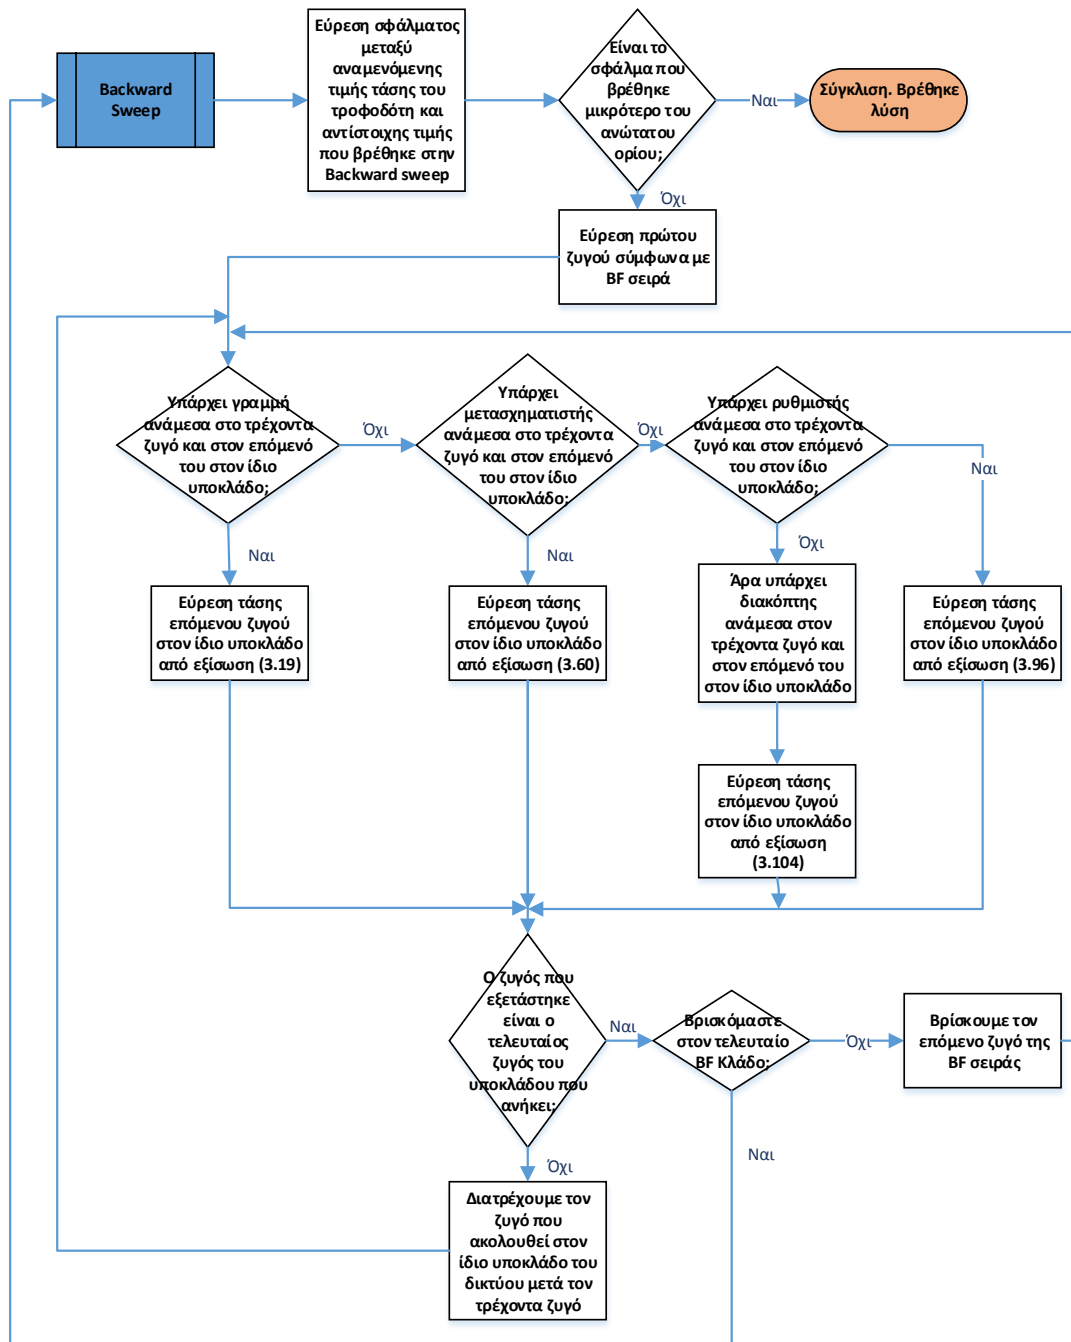 Backward
Sweep
Εύρεση σφάλματος
μεταξύ
αναμενόμενης
τιμής τάσης του
τροφοδότη και
αντίστοιχης τιμής
που βρέθηκε στην
Backward sweep
Είναι το
σφάλμα που
βρέθηκε
μικρότερο του
ανώτατου
ορίου;
Ναι
Σύγκλιση. Βρέθηκε
λύση
Όχι
Εύρεση πρώτου
ζυγού σύμφωνα με
BF σειρά
Υπάρχει γραμμή
ανάμεσα στο τρέχοντα
ζυγό και στον επόμενό
του στον ίδιο
υποκλάδο;
Όχι
Υπάρχει
μετασχηματιστής
ανάμεσα στο τρέχοντα
ζυγό και στον επόμενό
του στον ίδιο
υποκλάδο;
Όχι
Υπάρχει ρυθμιστής
ανάμεσα στο τρέχοντα
ζυγό και στον επόμενό
του στον ίδιο
υποκλάδο;
Ναι
Ναι
Ναι
Όχι
Εύρεση τάσης
επόμενου ζυγού
στον ίδιο υποκλάδο
από εξίσωση (3.19)
Εύρεση τάσης
επόμενου ζυγού
στον ίδιο υποκλάδο
από εξίσωση (3.60)
Άρα υπάρχει
διακόπτης
ανάμεσα στον
τρέχοντα ζυγό και
στον επόμενό του
στον ίδιο υποκλάδο
Εύρεση τάσης
επόμενου ζυγού
στον ίδιο υποκλάδο
από εξίσωση (3.96)
Εύρεση τάσης
επόμενου ζυγού
στον ίδιο υποκλάδο
από εξίσωση
(3.104)
Ο ζυγός που
εξετάστηκε
είναι ο
τελευταίος
ζυγός του
υποκλάδου που
ανήκει;
Ναι
Βρισκόμαστε
στον τελευταίο
BF Κλάδο;
Όχι
Βρίσκουμε τον
επόμενο ζυγό της
BF σειράς
Όχι
Ναι
Διατρέχουμε τον
ζυγό που
ακολουθεί στον
ίδιο υποκλάδο του
δικτύου μετά τον
τρέχοντα ζυγό